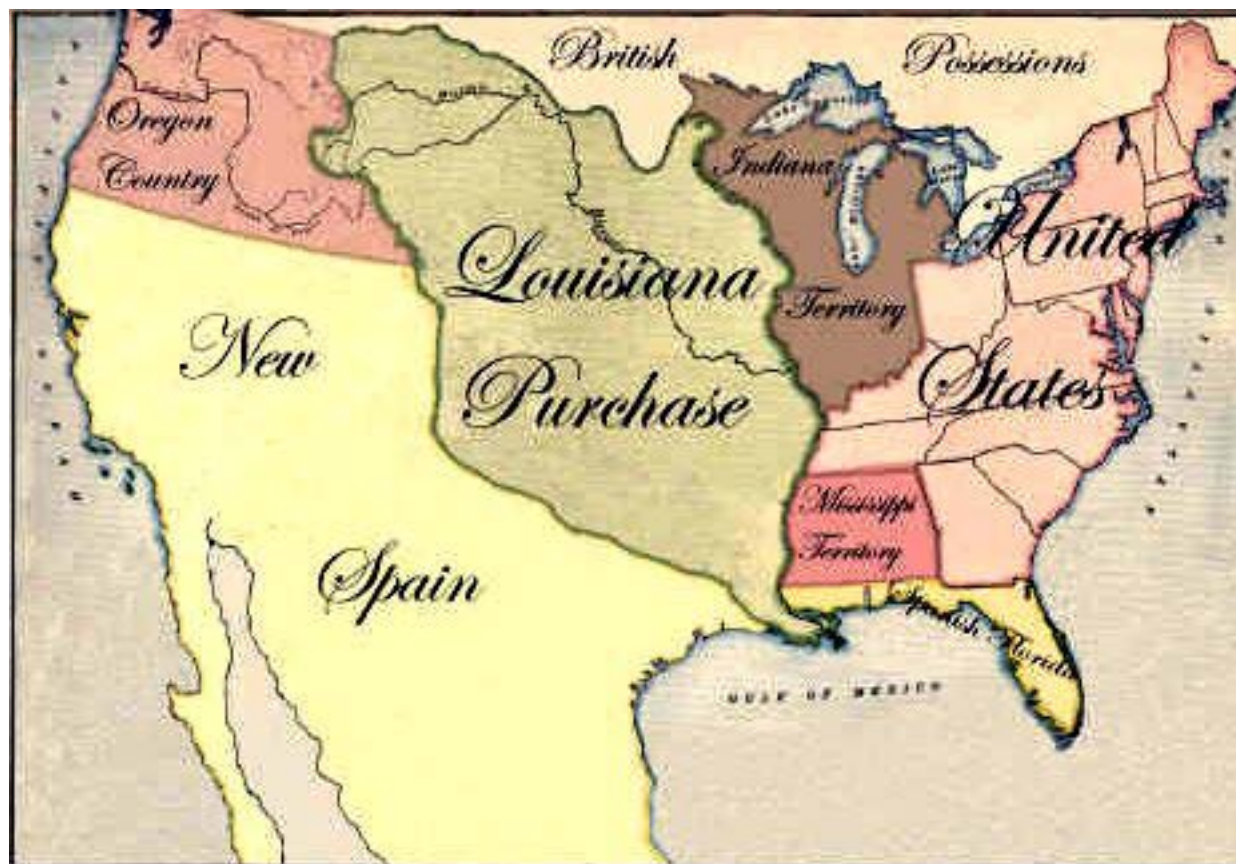 British Possessions
Oregon
Country
Indiana
Territory
United
States
Louisiana
Purchase
New
Spain
Mississippi
Territory
Spanish Florida
GULF OF MEXICO